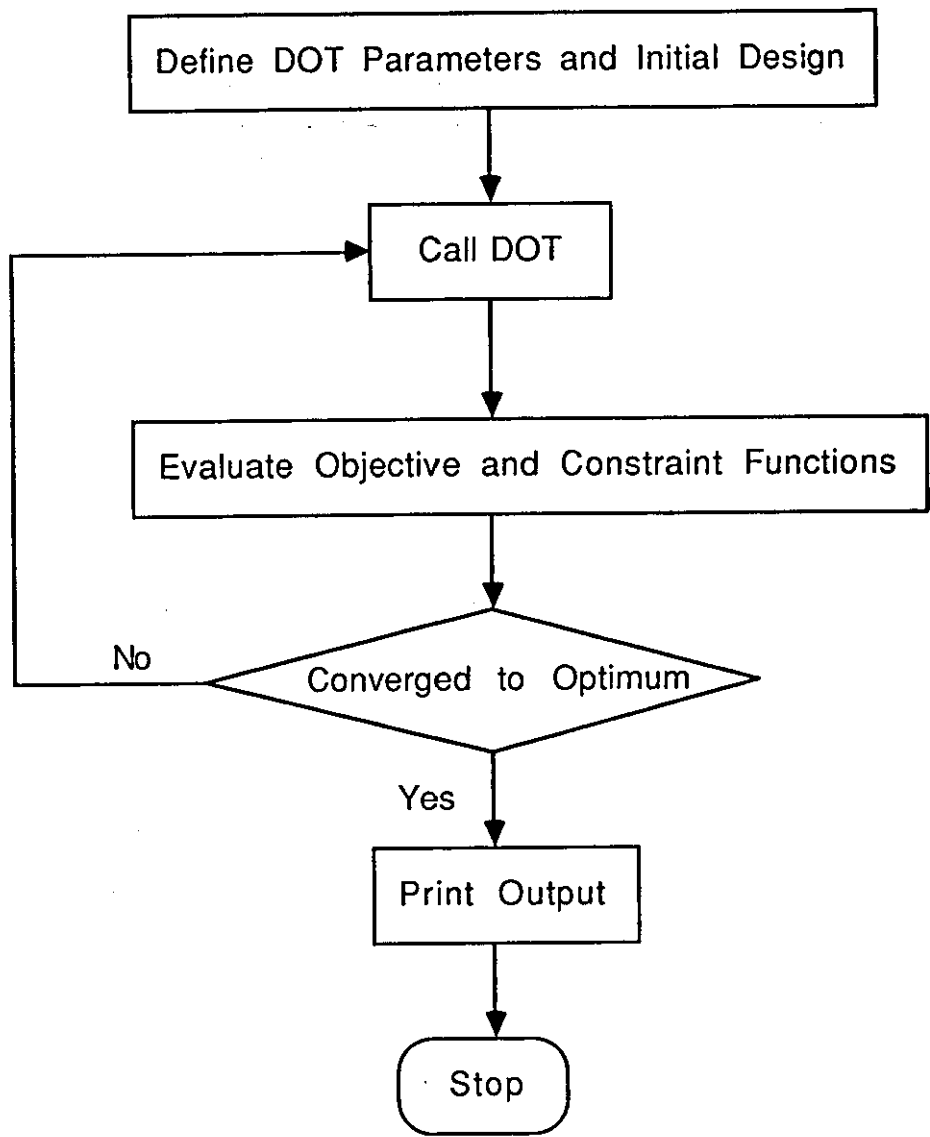 Define DOT Parameters and Initial Design
Call DOT
Evaluate Objective and Constraint Functions
No
Converged to Optimum
Yes
Print Output
Stop